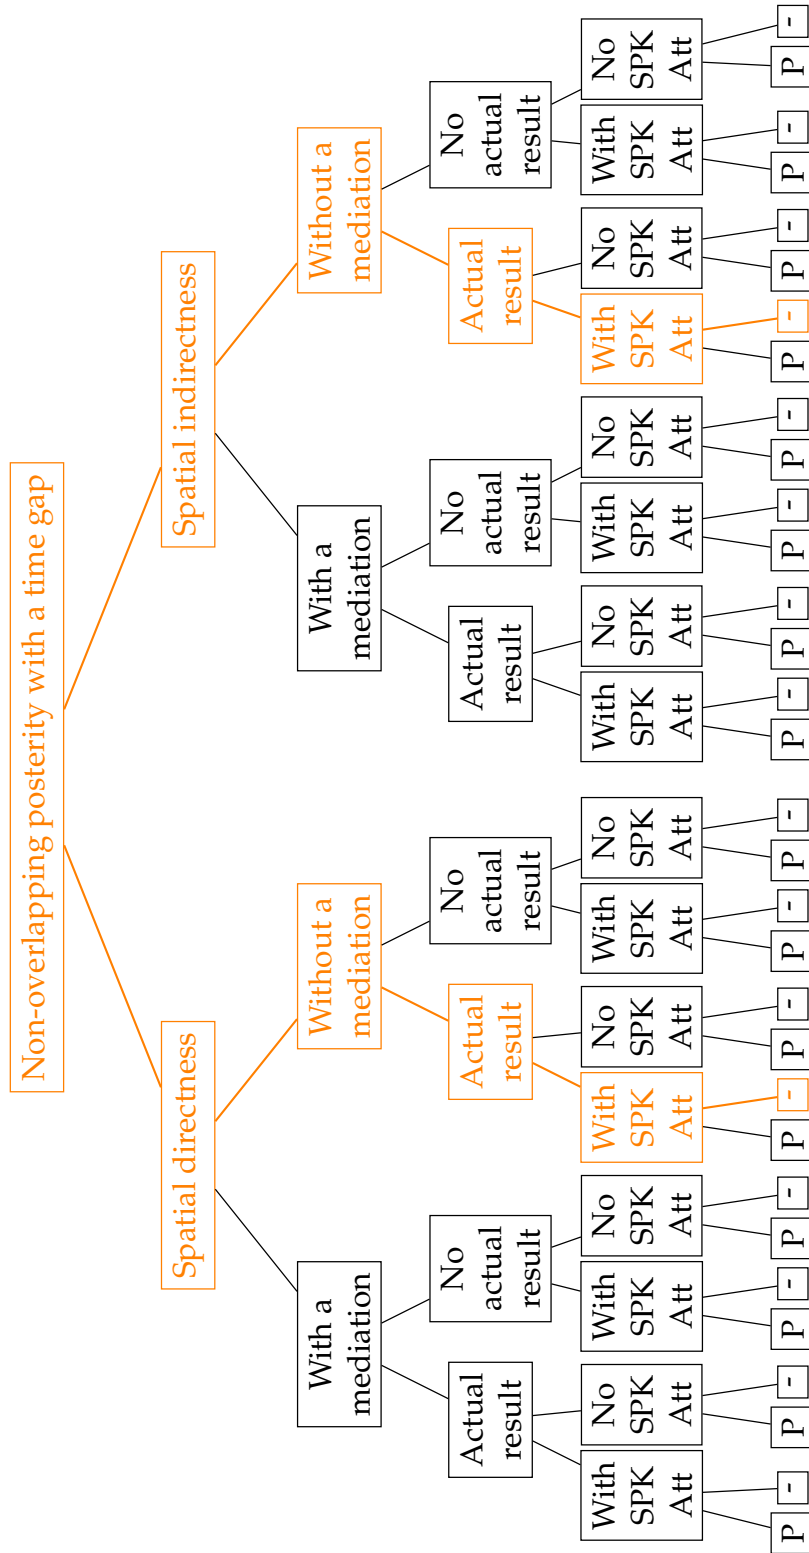 Non-overlapping posterity with a time gap
Spatial directness
Spatial indirectness
With a
mediation
Without a
mediation
With a
mediation
Without a
mediation
Actual
result
No
actual
result
Actual
result
No
actual
result
Actual
result
No
actual
result
Actual
result
No
actual
result
With
SPK
Att
No
SPK
Att
With
SPK
Att
No
SPK
Att
With
SPK
Att
No
SPK
Att
With
SPK
Att
No
SPK
Att
With
SPK
Att
No
SPK
Att
With
SPK
Att
No
SPK
Att
With
SPK
Att
No
SPK
Att
With
SPK
Att
No
SPK
Att
P
-
P
-
P
-
P
-
P
-
P
-
P
-
P
-
P
-
P
-
P
-
P
-
P
-
P
-
P
-
P
-